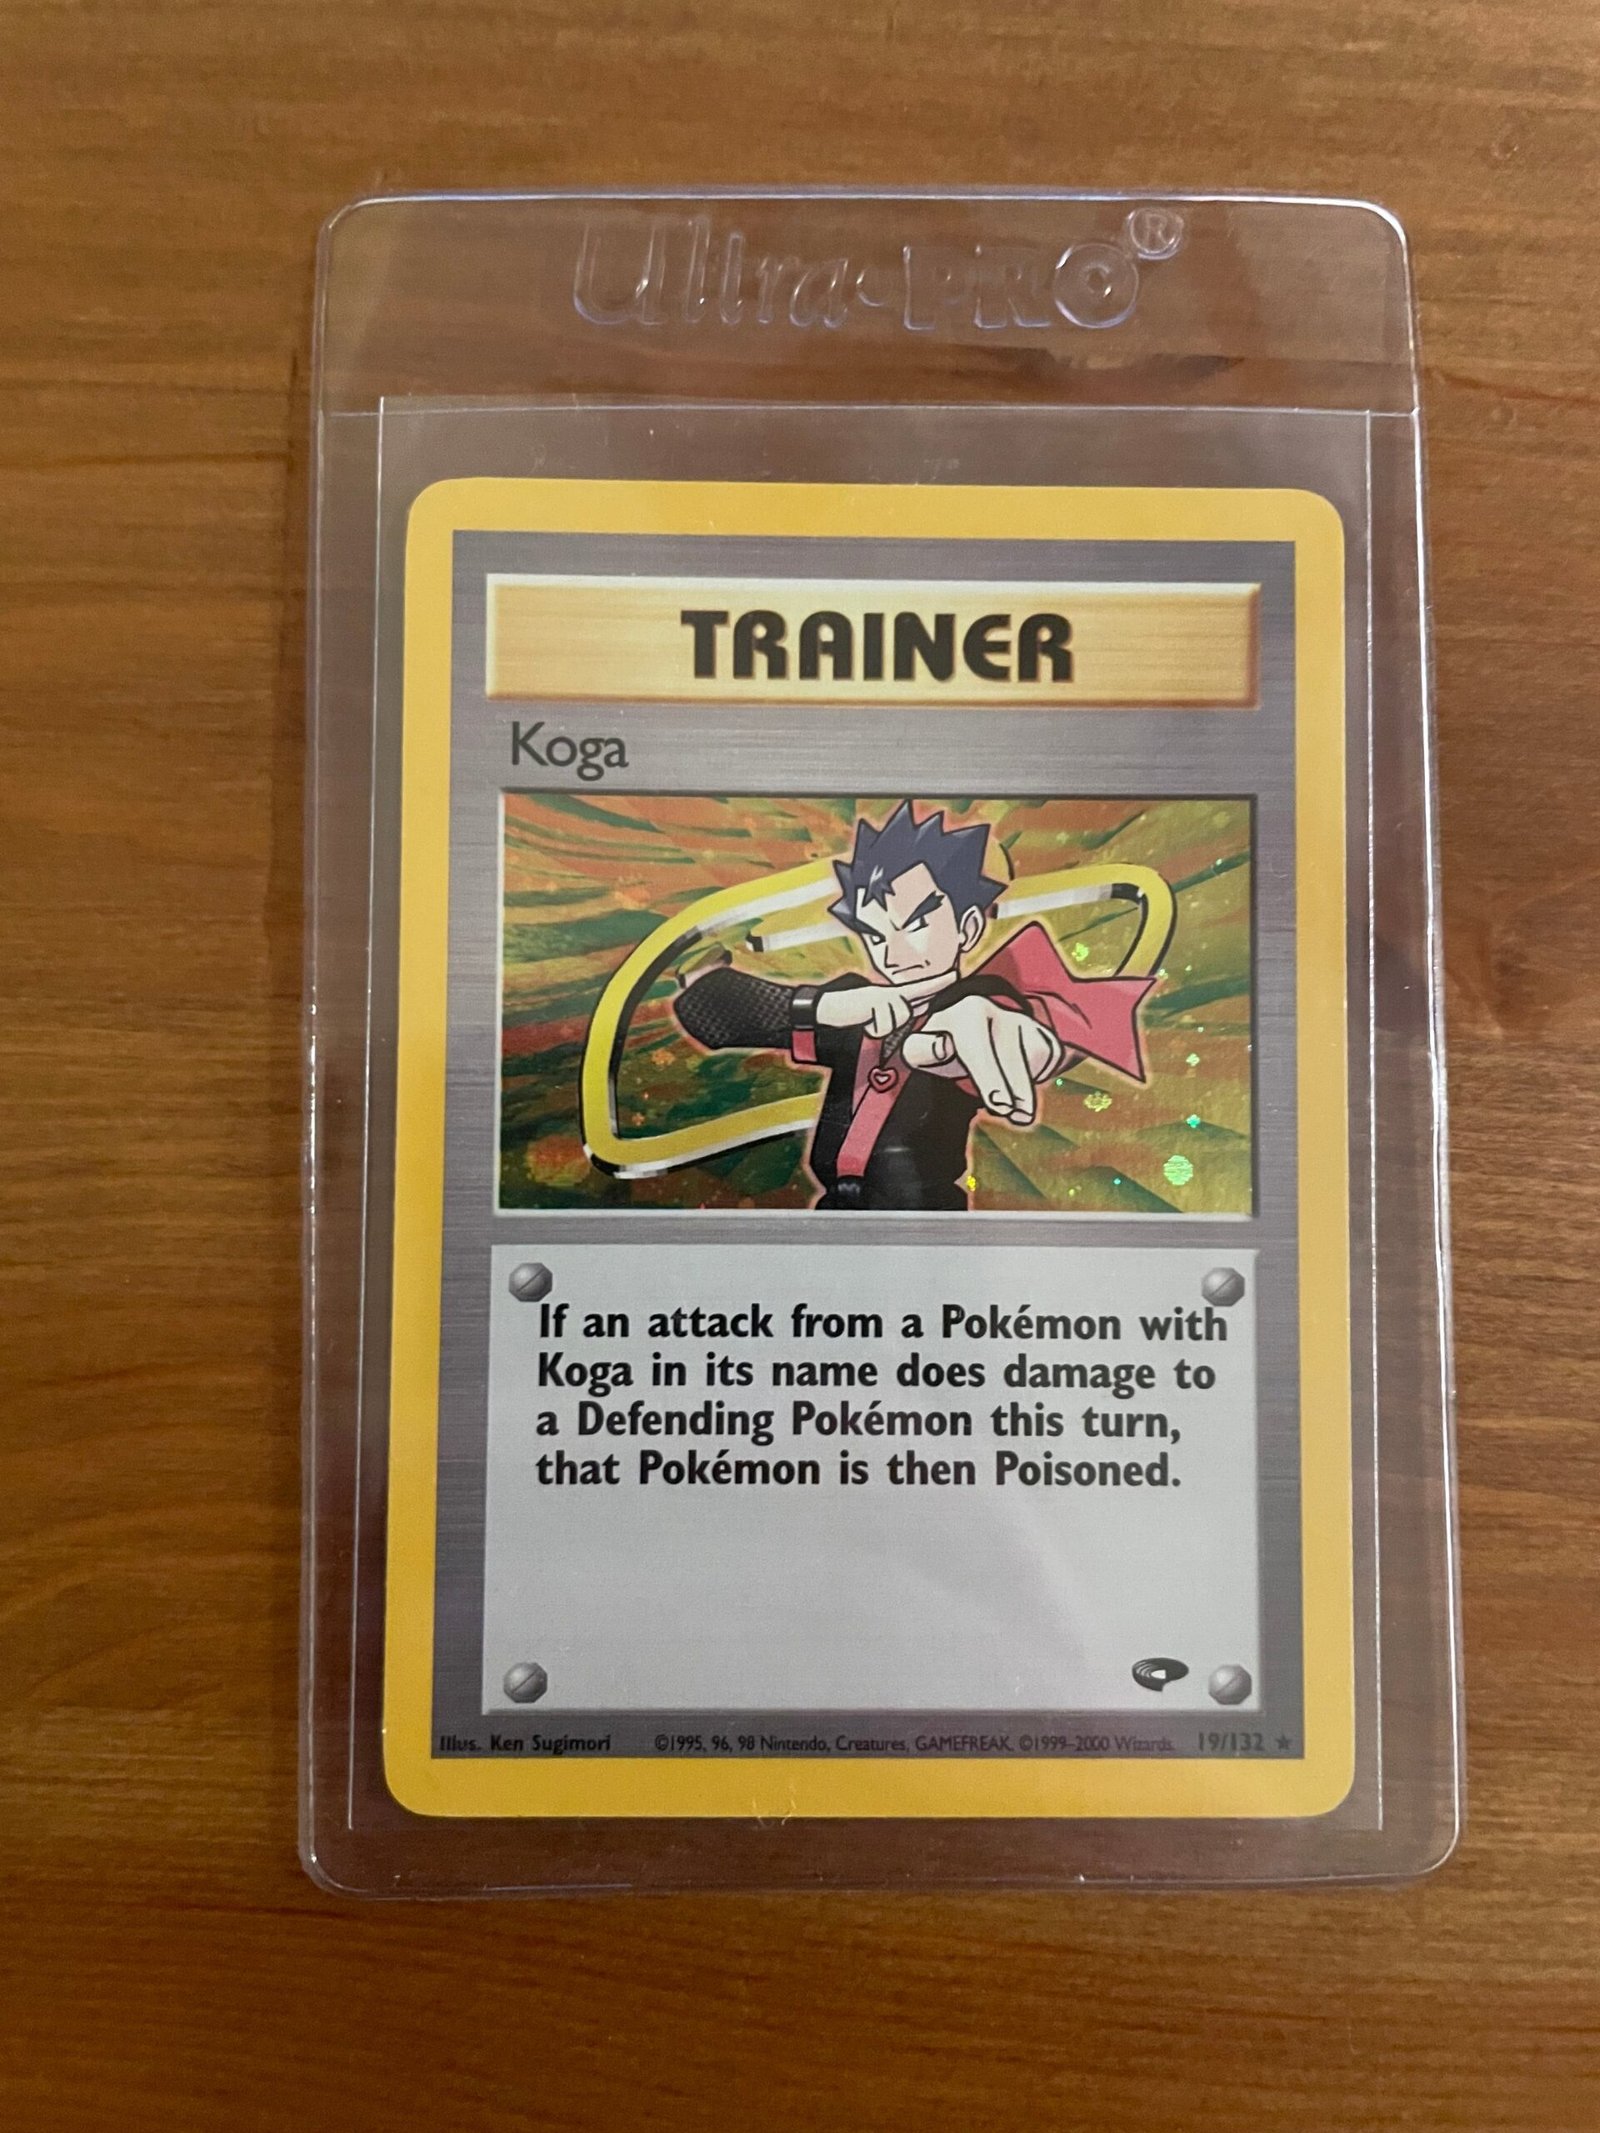 Ultra•PRO®
TRAINER
Koga
If an attack from a Pokémon with
Koga in its name does damage to
a Defending Pokémon this turn,
that Pokémon is then Poisoned.
Illus. Ken Sugimori ©1995, 96, 98 Nintendo, Creatures, GAMEFREAK. ©1999–2000 Wizards. 19/132 ★